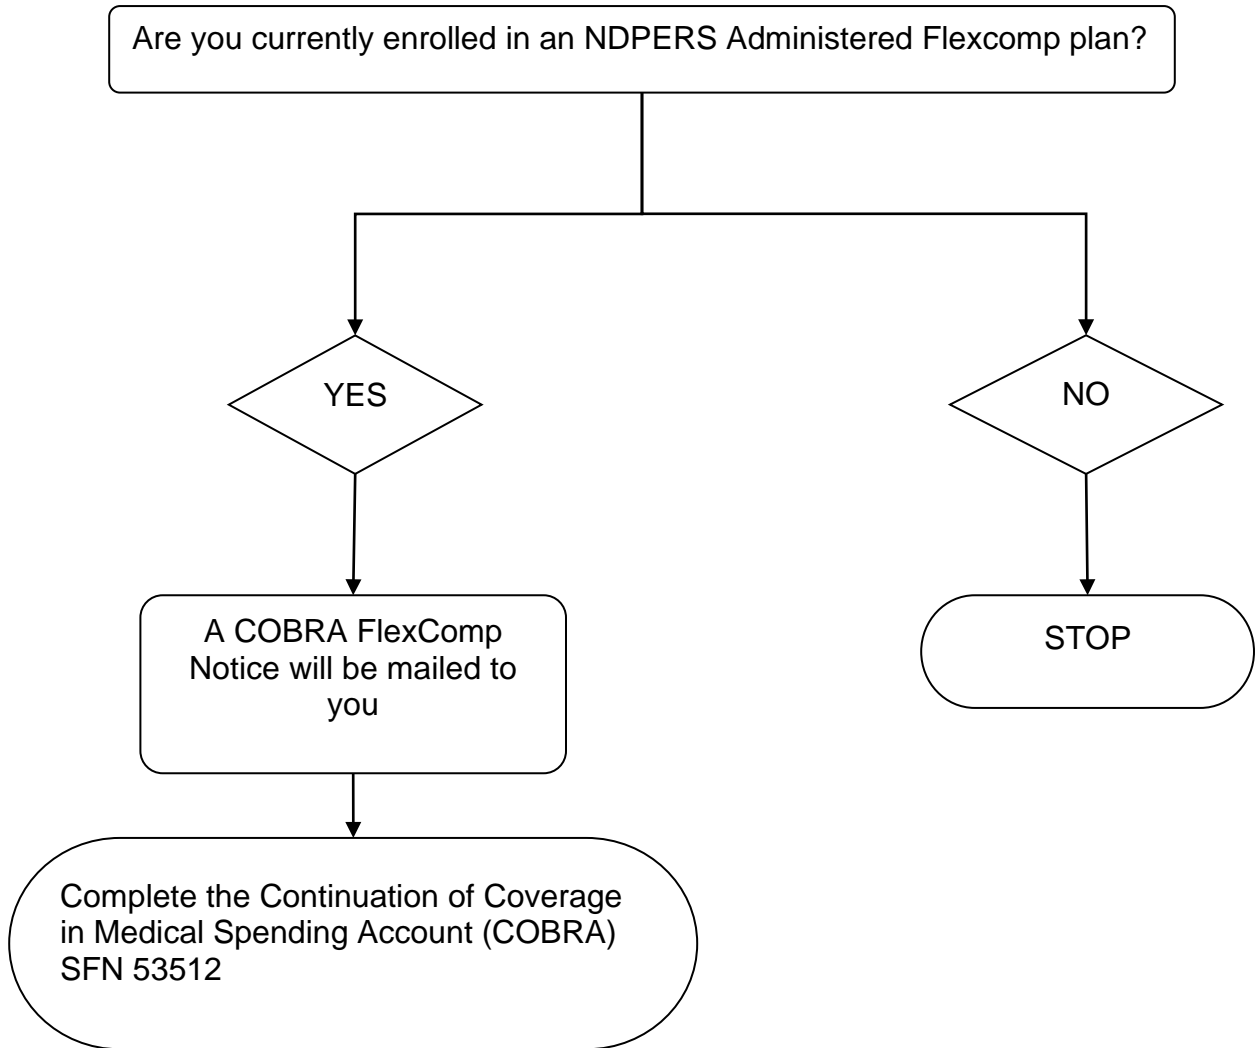 Are you currently enrolled in an NDPERS Administered Flexcomp plan?
YES
NO
A COBRA FlexComp
Notice will be mailed to
you
STOP
Complete the Continuation of Coverage
in Medical Spending Account (COBRA)
SFN 53512